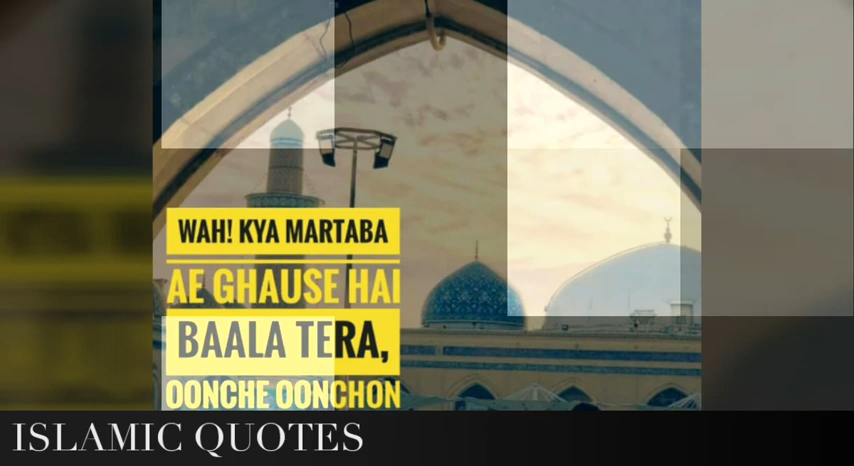 WAH! KYA MARTABA
AE GHAUSE HAI
BAALA TERA,
OONCHE OONCHON
ISLAMIC QUOTES